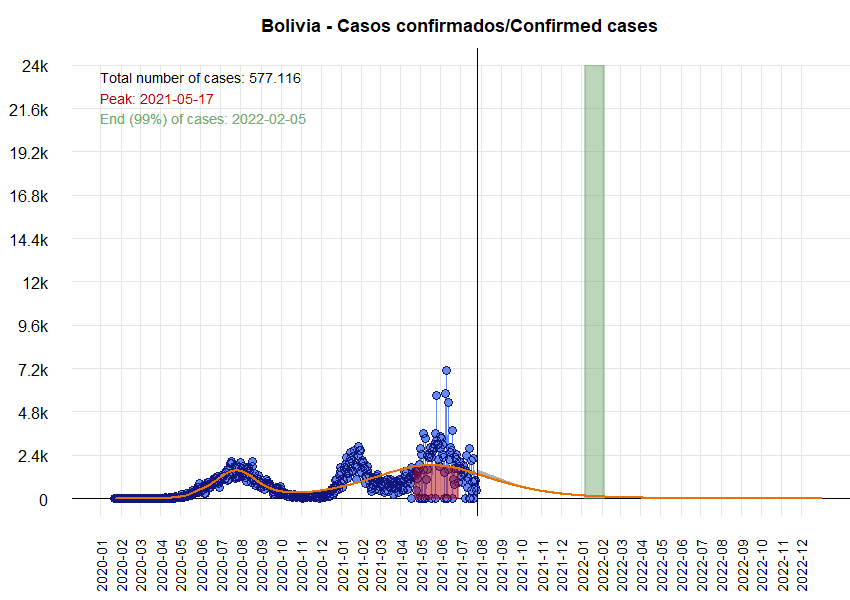 Bolivia - Casos confirmados/Confirmed cases
24k
Total number of cases: 577.116
Peak: 2021-05-17
21.6k
End (99%) of cases: 2022-02-05
19.2k
16.8k
14.4k
12k
9.6k
7.2k
4.8k
2.4k
0
2020-01
2020-02
2020-03
2020-04
2020-05
2020-06
2020-07
2020-08
2020-09
2020-10
2020-11
2020-12
2021-01
2021-02
2021-03
2021-04
2021-05
2021-06
2021-07
2021-08
2021-09
2021-10
2021-11
2021-12
2022-01
2022-02
2022-03
2022-04
2022-05
2022-06
2022-07
2022-08
2022-09
2022-10
2022-11
2022-12